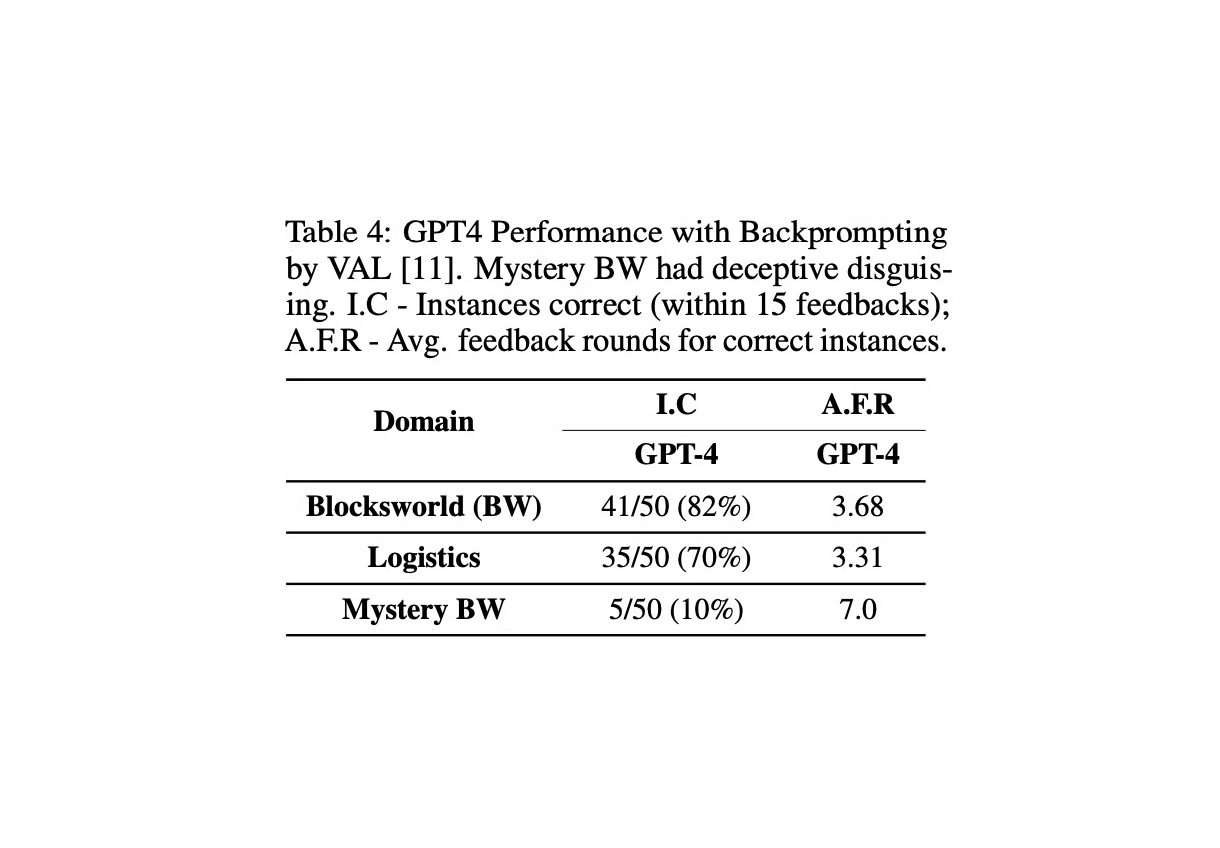 Table 4: GPT4 Performance with Backprompting
by VAL [11]. Mystery BW had deceptive disguis-
ing. I.C - Instances correct (within 15 feedbacks);
A.F.R - Avg. feedback rounds for correct instances.
Domain I.C A.F.R
GPT-4 GPT-4
Blocksworld (BW) 41/50 (82%) 3.68
Logistics 35/50 (70%) 3.31
Mystery BW 5/50 (10%) 7.0